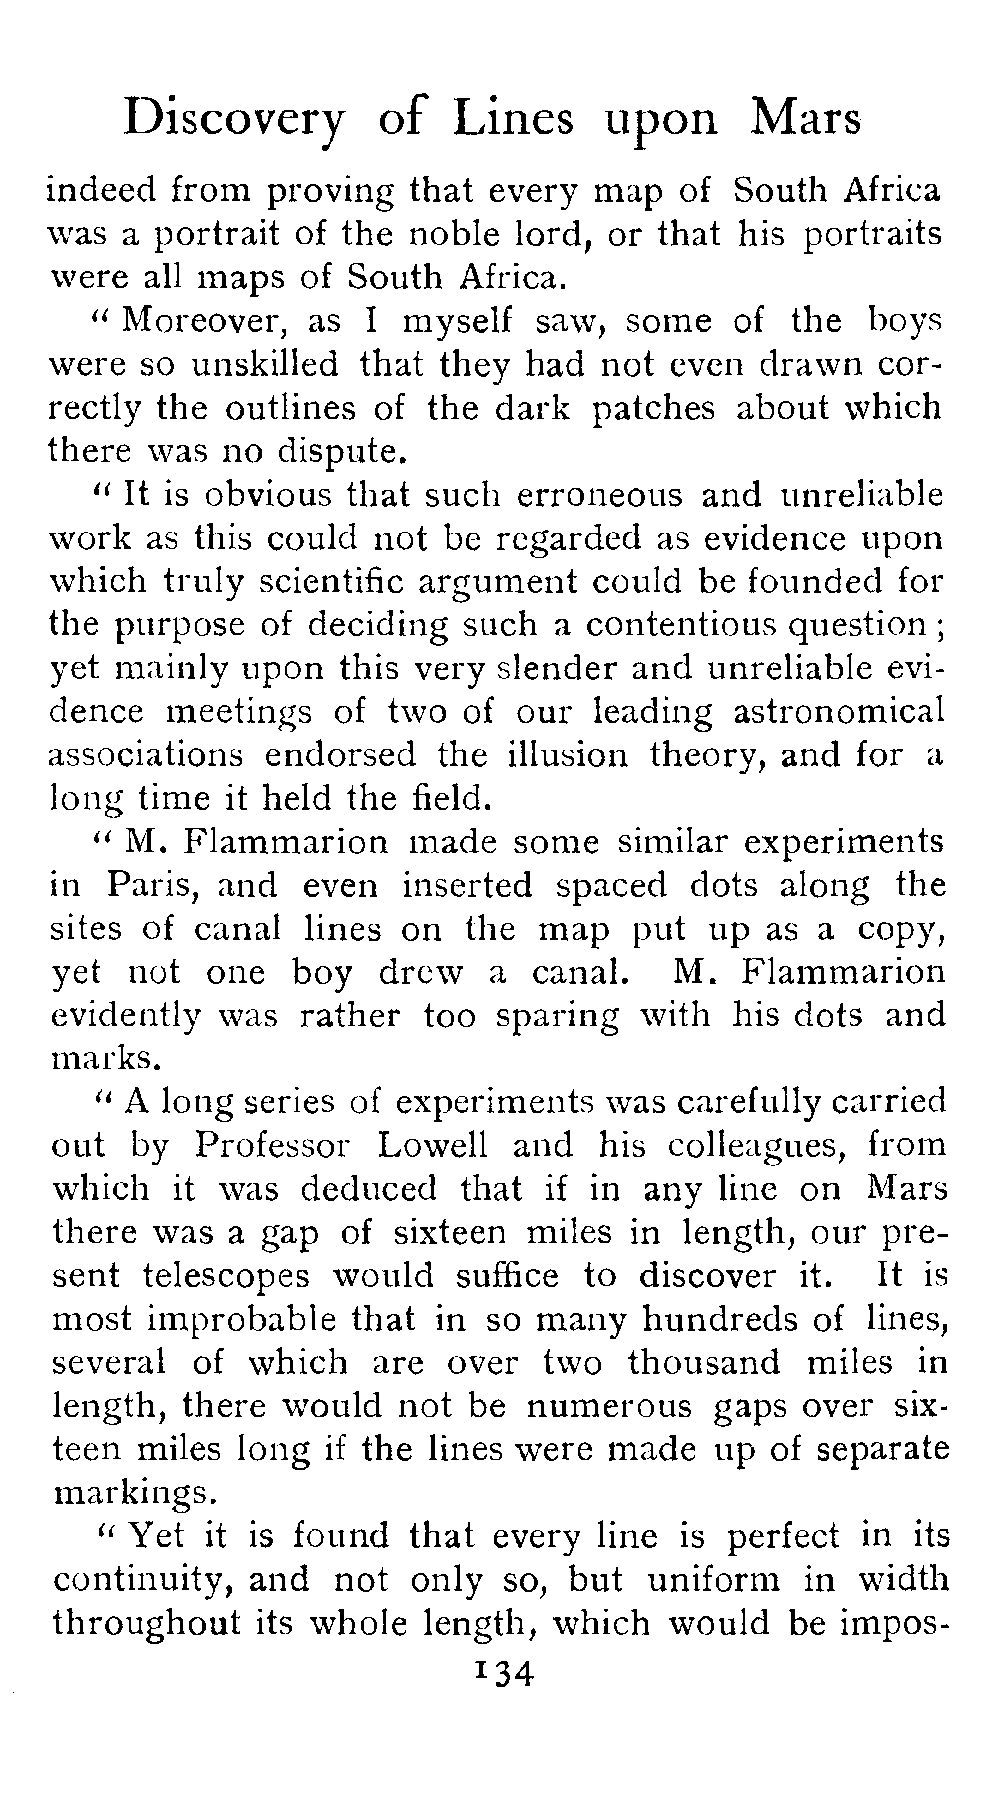 Discovery of Lines upon Mars
indeed from proving that every map of South Africa
was a portrait of the noble lord, or that his portraits
were all maps of South Africa.
“ Moreover, as I myself saw, some of the boys
were so unskilled that they had not even drawn cor-
rectly the outlines of the dark patches about which
there was no dispute.
“ It is obvious that such erroneous and unreliable
work as this could not be regarded as evidence upon
which truly scientific argument could be founded for
the purpose of deciding such a contentious question ;
yet mainly upon this very slender and unreliable evi-
dence meetings of two of our leading astronomical
associations endorsed the illusion theory, and for a
long time it held the field.
“ M. Flammarion made some similar experiments
in Paris, and even inserted spaced dots along the
sites of canal lines on the map put up as a copy,
yet not one boy drew a canal. M. Flammarion
evidently was rather too sparing with his dots and
marks.
“ A long series of experiments was carefully carried
out by Professor Lowell and his colleagues, from
which it was deduced that if in any line on Mars
there was a gap of sixteen miles in length, our pre-
sent telescopes would suffice to discover it. It is
most improbable that in so many hundreds of lines,
several of which are over two thousand miles in
length, there would not be numerous gaps over six-
teen miles long if the lines were made up of separate
markings.
“ Yet it is found that every line is perfect in its
continuity, and not only so, but uniform in width
throughout its whole length, which would be impos-
134